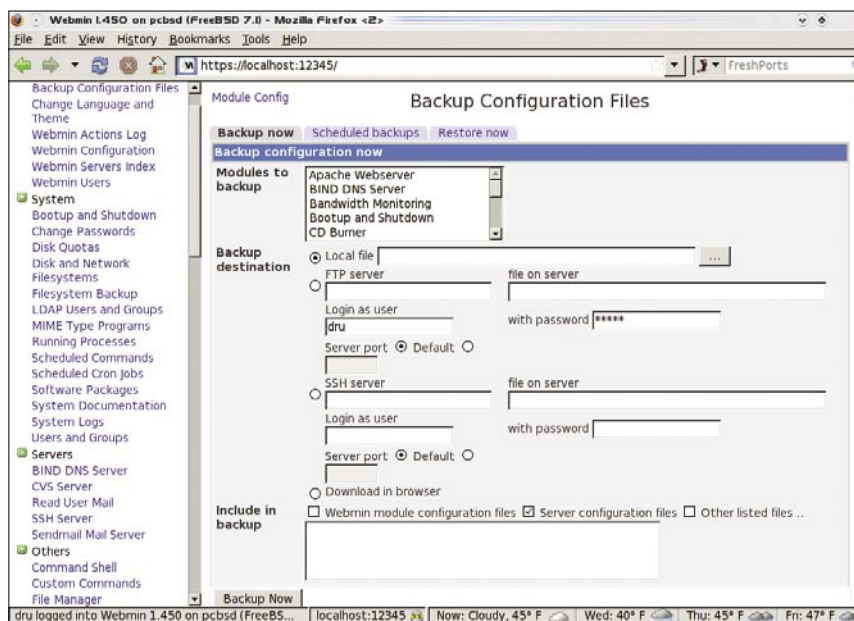 Webmin 1.450 on pcbsd (FreeBSD 7.0) - Mozilla Firefox <2>
File Edit View History Bookmarks Tools Help
https://localhost:12345/
FreshPorts
Backup Configuration Files
Change Language and
Theme
Webmin Actions Log
Webmin Configuration
Webmin Servers Index
Webmin Users
System
Bootup and Shutdown
Change Passwords
Disk Quotas
Disk and Network
Filesystems
Filesystem Backup
LDAP Users and Groups
MIME Type Programs
Running Processes
Scheduled Commands
Scheduled Cron Jobs
Software Packages
System Documentation
System Logs
Users and Groups
Servers
BIND DNS Server
CVS Server
Read User Mail
SSH Server
Sendmail Mail Server
Others
Command Shell
Custom Commands
File Manager
Module Config
Backup Configuration Files
Backup now Scheduled backups Restore now
Backup configuration now
Modules to
backup
Apache Webserver
BIND DNS Server
Bandwidth Monitoring
Bootup and Shutdown
CD Burner
Backup
destination
Local file ...
FTP server file on server
Login as user
dru
with password *****
Server port Default
SSH server file on server
Login as user
with password
Server port Default
Download in browser
Include in
backup
Webmin module configuration files Server configuration files Other listed files ..
Backup Now
dru logged into Webmin 1.450 on pcbsd (FreeBS... localhost:12345 Now: Cloudy, 45° F Wed: 40° F Thu: 45° F Fri: 47° F